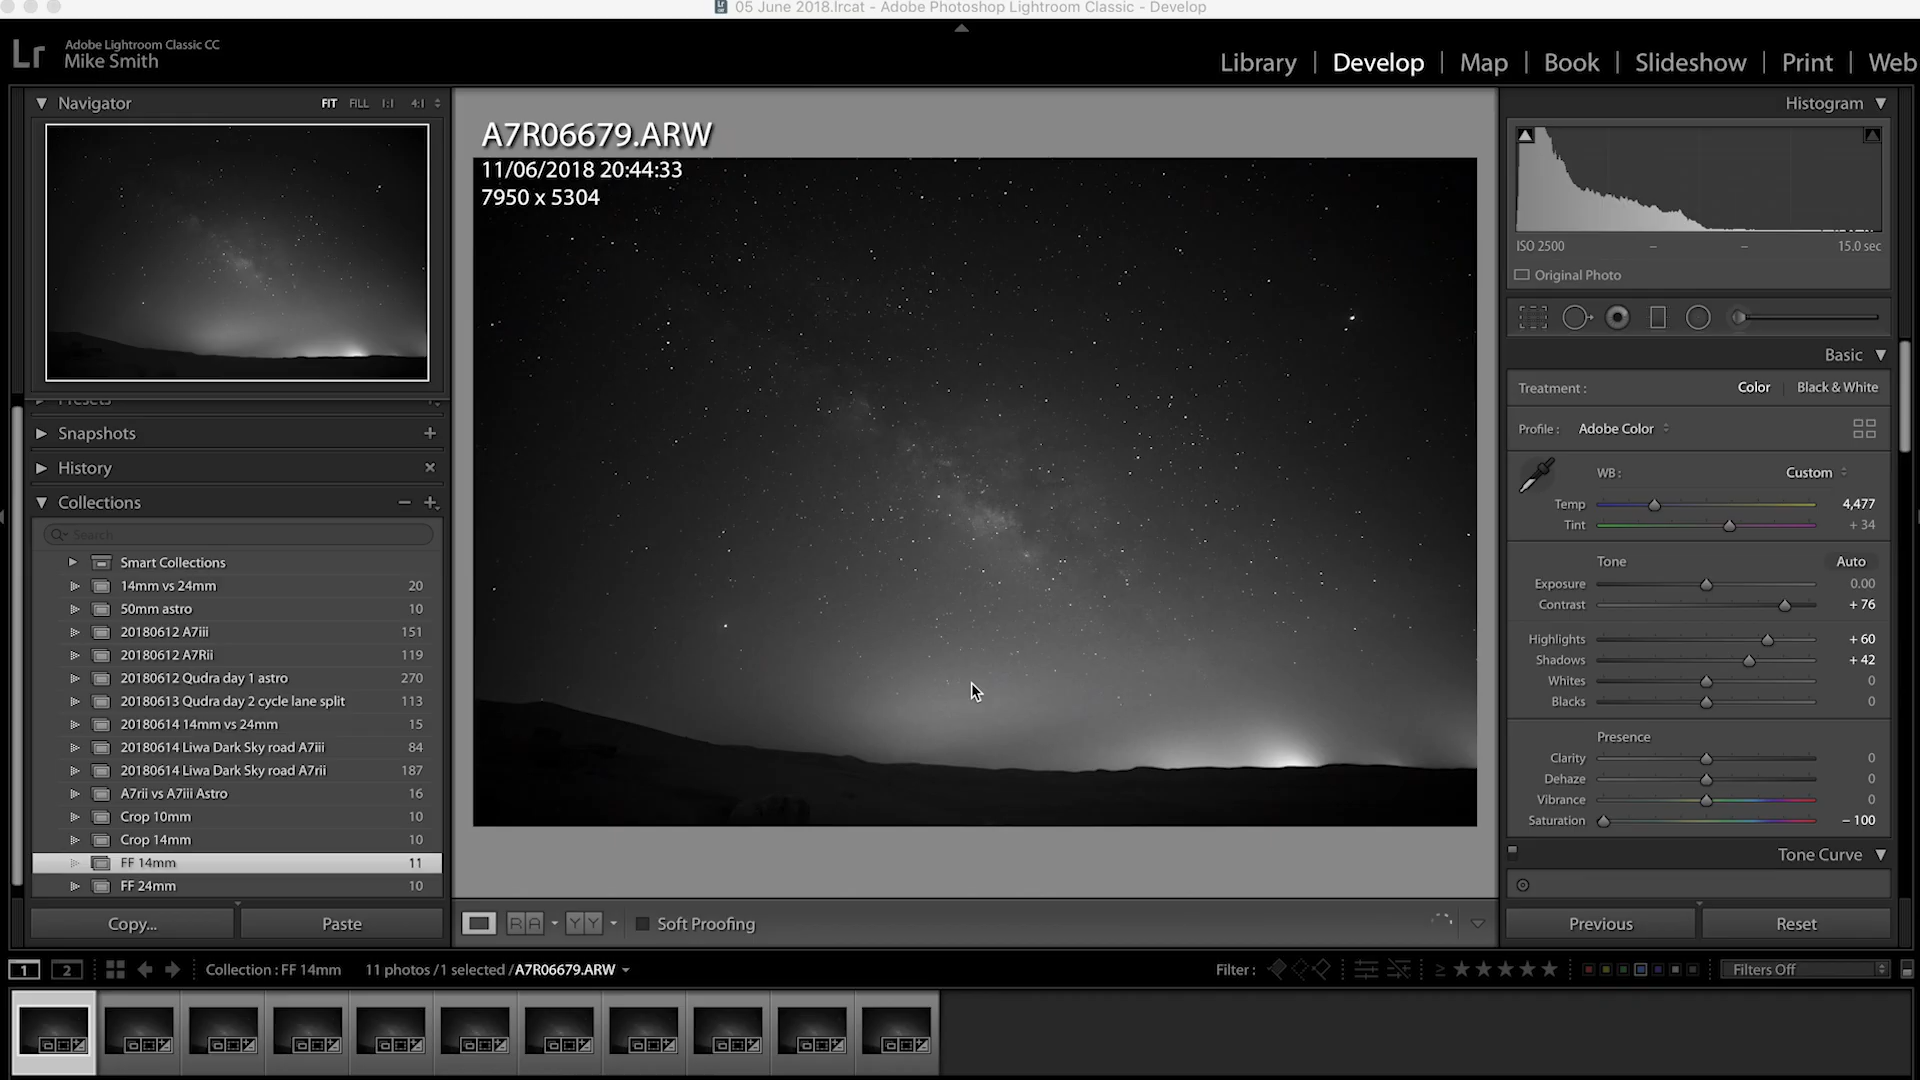 05 June 2018.lrcat - Adobe Photoshop Lightroom Classic - Develop
Lr
Adobe Lightroom Classic CC
Mike Smith
Library | Develop | Map | Book | Slideshow | Print | Web
Navigator FIT FILL 1:1 4:1
Presets
Snapshots
History
Collections
Search
Smart Collections
14mm vs 24mm 20
50mm astro 10
20180612 A7iii 151
20180612 A7Rii 119
20180612 Qudra day 1 astro 270
20180613 Qudra day 2 cycle lane split 113
20180614 14mm vs 24mm 15
20180614 Liwa Dark Sky road A7iii 84
20180614 Liwa Dark Sky road A7rii 187
A7rii vs A7iii Astro 16
Crop 10mm 10
Crop 14mm 10
FF 14mm 11
FF 24mm 10
Copy... Paste
A7R06679.ARW
11/06/2018 20:44:33
7950 x 5304
R A Y Y Soft Proofing
Histogram
ISO 2500 – – 15.0 sec
Original Photo
Basic
Treatment : Color Black & White
Profile : Adobe Color
WB : Custom
Temp 4,477
Tint + 34
Tone Auto
Exposure 0.00
Contrast + 76
Highlights + 60
Shadows + 42
Whites 0
Blacks 0
Presence
Clarity 0
Dehaze 0
Vibrance 0
Saturation – 100
Tone Curve
Previous Reset
1 2 Collection : FF 14mm 11 photos / 1 selected / A7R06679.ARW Filter : ≥ Filters Off